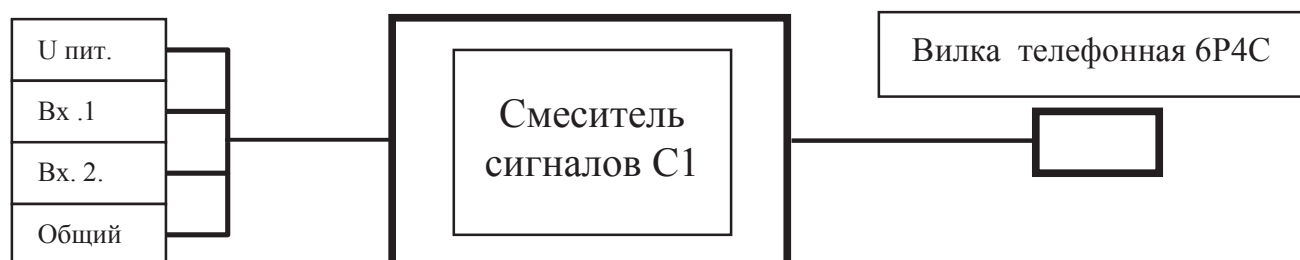 U пит.
Вх .1
Вх. 2.
Общий
Смеситель
сигналов С1
Вилка телефонная 6Р4С